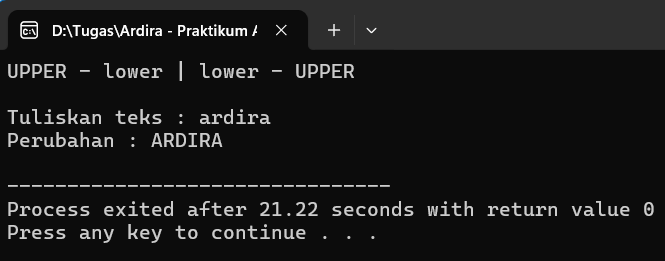 D:\Tugas\Ardira - Praktikum A
UPPER - lower | lower - UPPER
Tuliskan teks : ardira
Perubahan : ARDIRA
--------------------------------
Process exited after 21.22 seconds with return value 0
Press any key to continue . . .